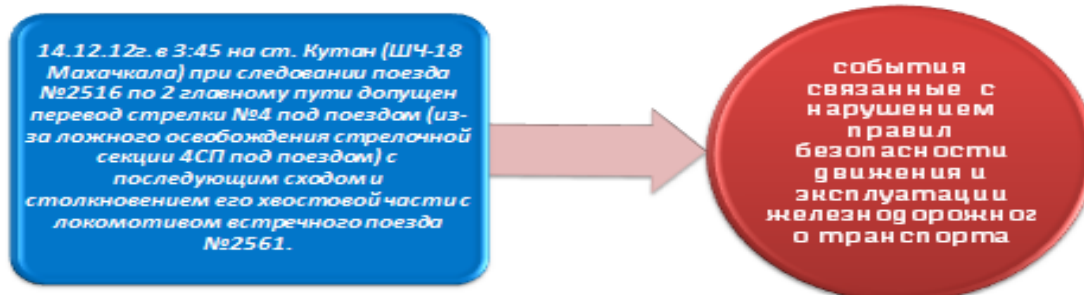 14.12.12г. в 3:45 на ст. Кутан (ШЧ-18
Махачкала) при следовании поезда
№2516 по 2 главному пути допущен
перевод стрелки №4 под поездом (из-
за ложного освобождения стрелочной
секции 4СП под поездом) с
последующим сходом и
столкновением его хвостовой части с
локомотивом встречного поезда
№2561.
события
связанные с
нарушением
правил
безопасности
движения и
эксплуатации
железнодорожног
о транспорта